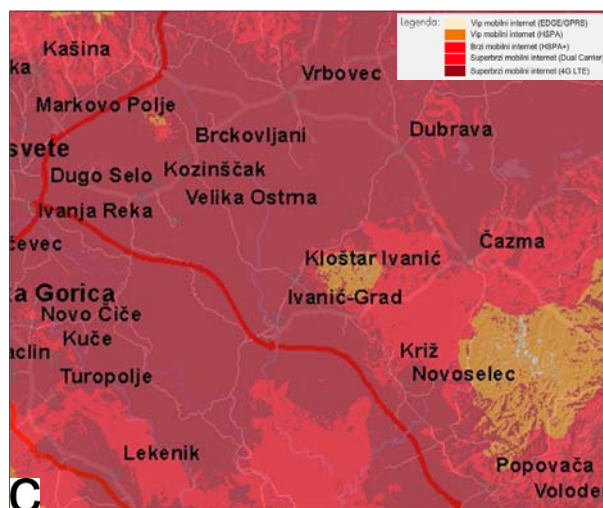 Legenda:
Vip mobilni internet (EDGE/GPRS)
Vip mobilni internet (HSPA)
Brzi mobilni internet (HSPA+)
Superbrzi mobilni internet (Dual Carrier)
Superbrzi mobilni internet (4G LTE)
Kašina
ka
Vrbovec
Markovo Polje
Brckovljani
Dubrava
svete
Dugo Selo
Kozinščak
Velika Ostrna
Ivanja Reka
čevec
Kloštar Ivanić
Čazma
ta Gorica
Ivanić-Grad
Novo Čiče
Kuče
aclin
Križ
Turopolje
Novoselec
Lekenik
Popovača
Volode
C